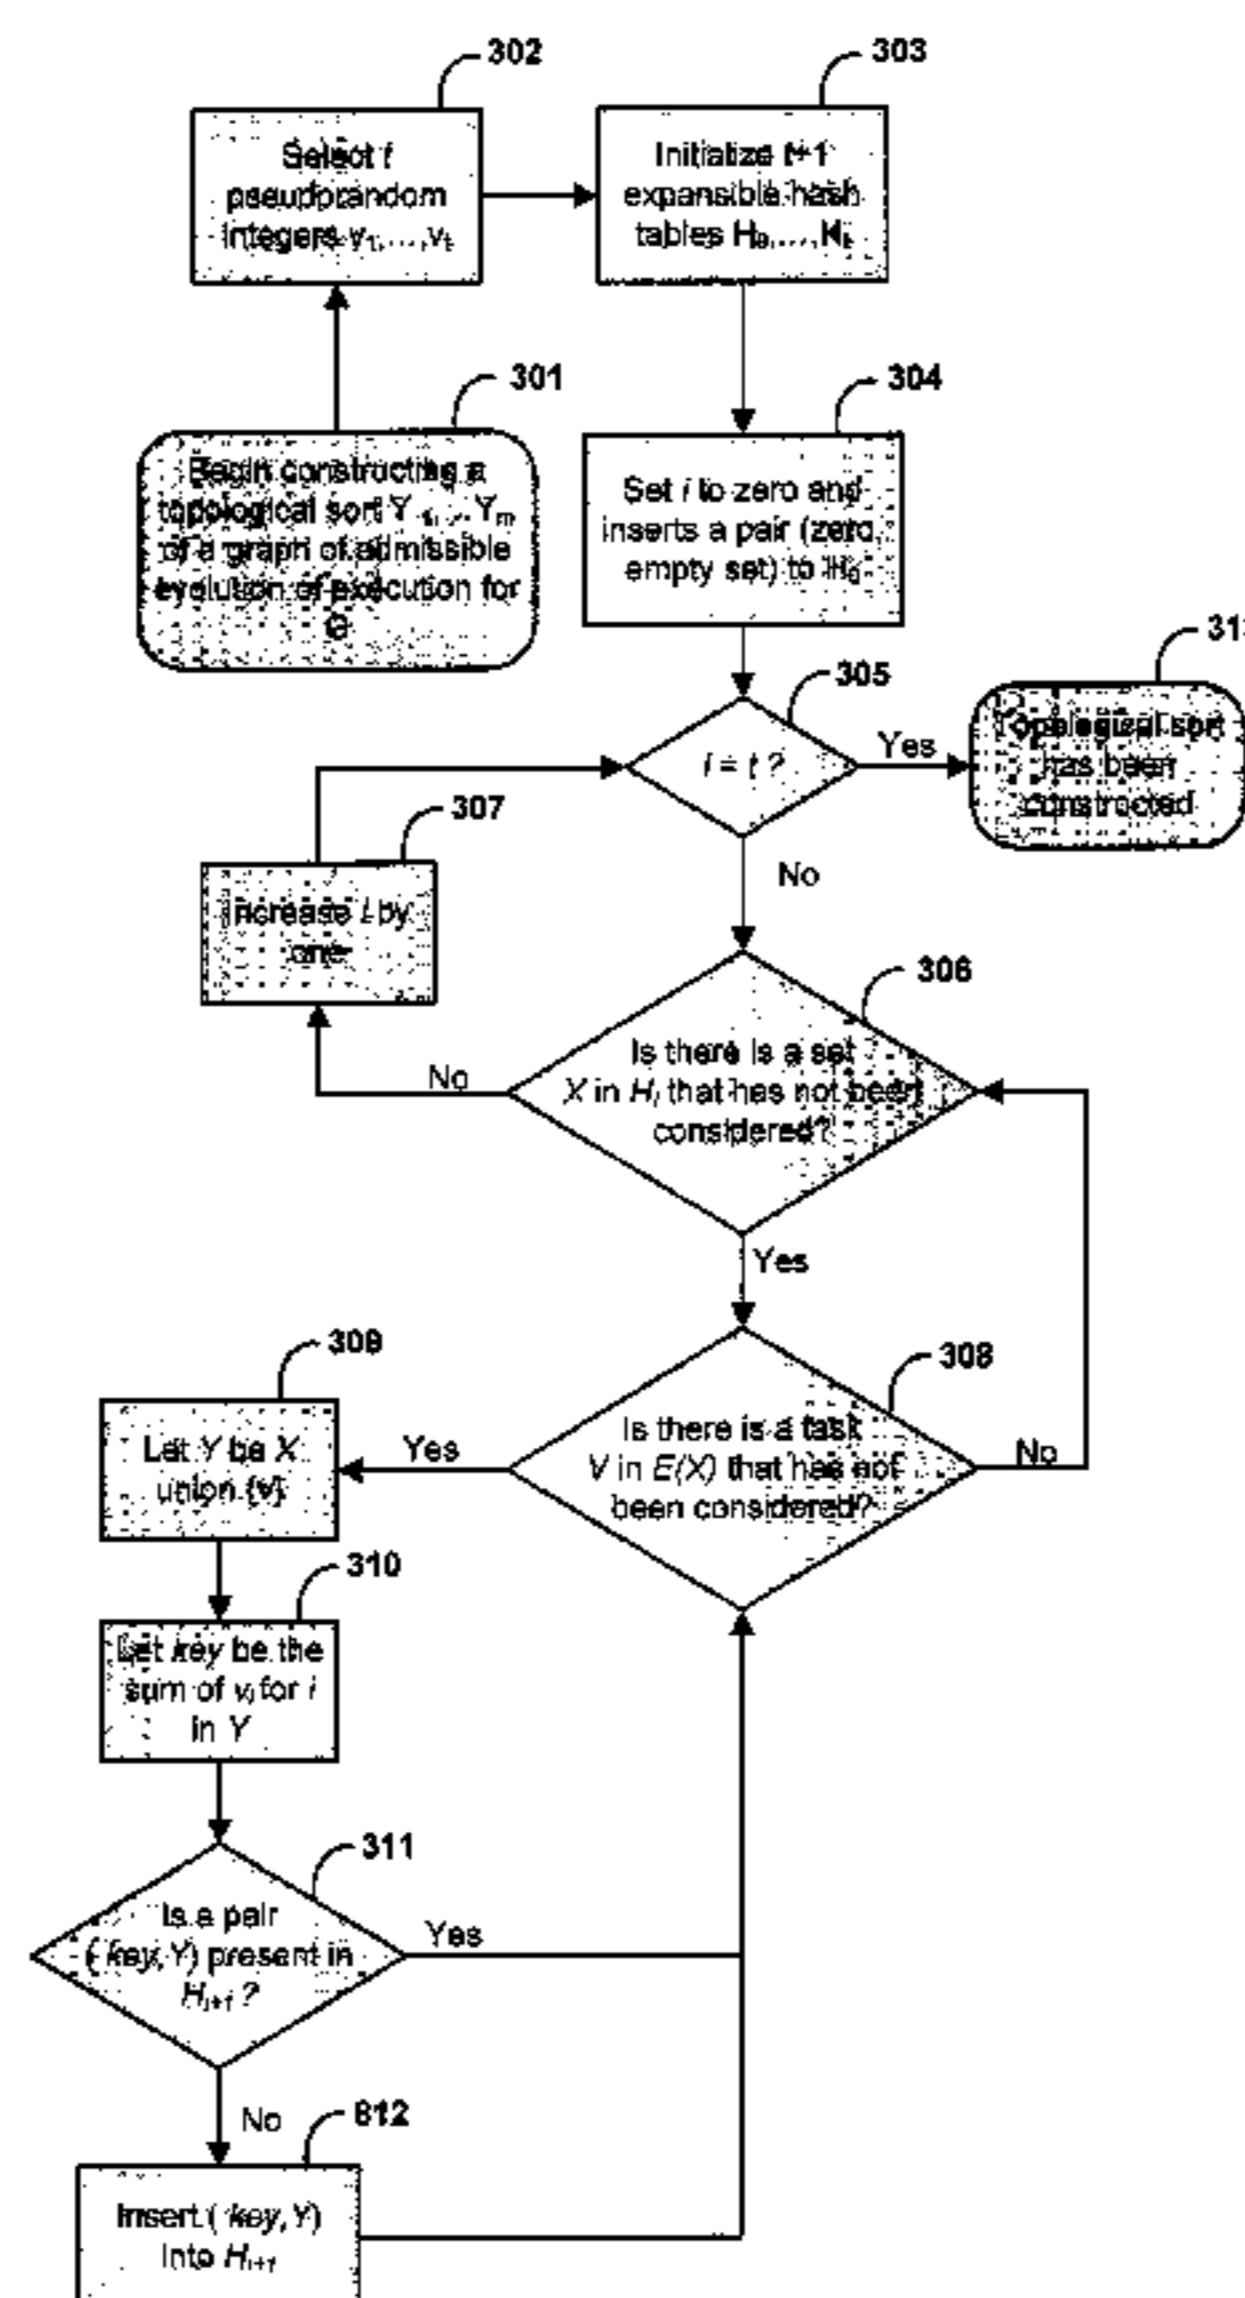 302
Select t
pseudorandom
integers v1,...,vt
303
Initialize t+1
expansible hash
tables H0,...,Ht
301
Begin constructing a
topological sort Y1,...Ym
of a graph of admissible
evolution of execution for
G
304
Set i to zero and
inserts a pair (zero,
empty set) to H0
305
i = t ?
Yes
Topological sort
has been
constructed
307
Increase i by
one
No
306
Is there is a set
X in Hi that has not been
considered?
No
Yes
308
Is there is a task
V in E(X) that has not
been considered?
No
Yes
309
Let Y be X
union {v}
310
Let key be the
sum of vi for i
in Y
311
Is a pair
(key,Y) present in
Hi+1 ?
Yes
No
812
Insert (key,Y)
into Hi+1